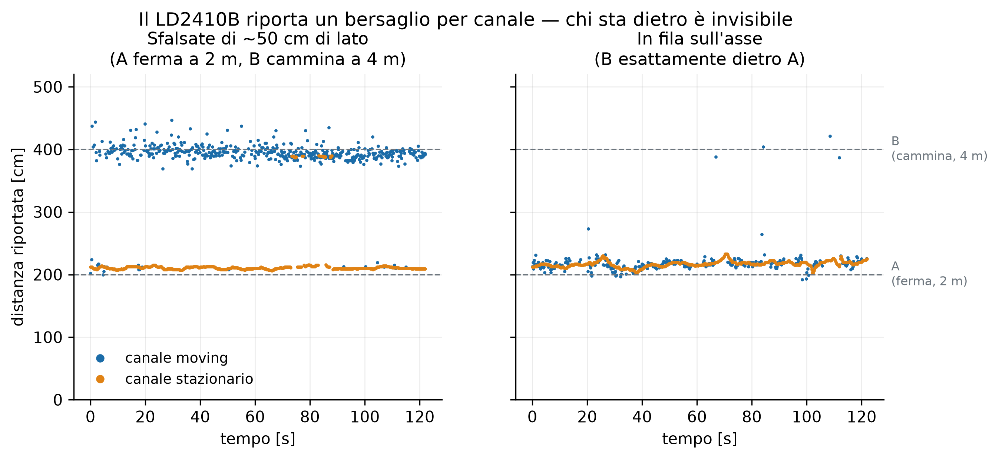 Il LD2410B riporta un bersaglio per canale — chi sta dietro è invisibile
Sfalsate di ~50 cm di lato
(A ferma a 2 m, B cammina a 4 m)
In fila sull'asse
(B esattamente dietro A)
distanza riportata [cm]
500
400
300
200
100
0
canale moving
canale stazionario
0 20 40 60 80 100 120
tempo [s]
0 20 40 60 80 100 120
tempo [s]
B
(cammina, 4 m)
A
(ferma, 2 m)